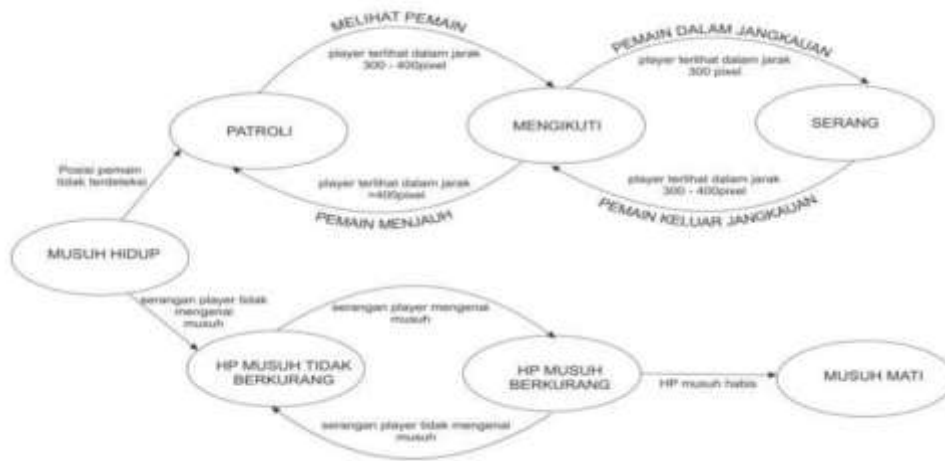 MELIHAT PEMAIN
player terlihat dalam jarak
300 - 400pixel
PEMAIN DALAM JANGKAUAN
player terlihat dalam jarak
300 pixel
PATROLI
MENGIKUTI
SERANG
Posisi pemain
tidak terdeteksi
player terlihat dalam jarak
>400pixel
PEMAIN MENJAUH
player terlihat dalam jarak
300 - 400pixel
PEMAIN KELUAR JANGKAUAN
MUSUH HIDUP
serangan player tidak
mengenai
musuh
serangan player mengenai
musuh
HP MUSUH TIDAK
BERKURANG
HP MUSUH
BERKURANG
HP musuh habis
MUSUH MATI
serangan player tidak mengenai
musuh